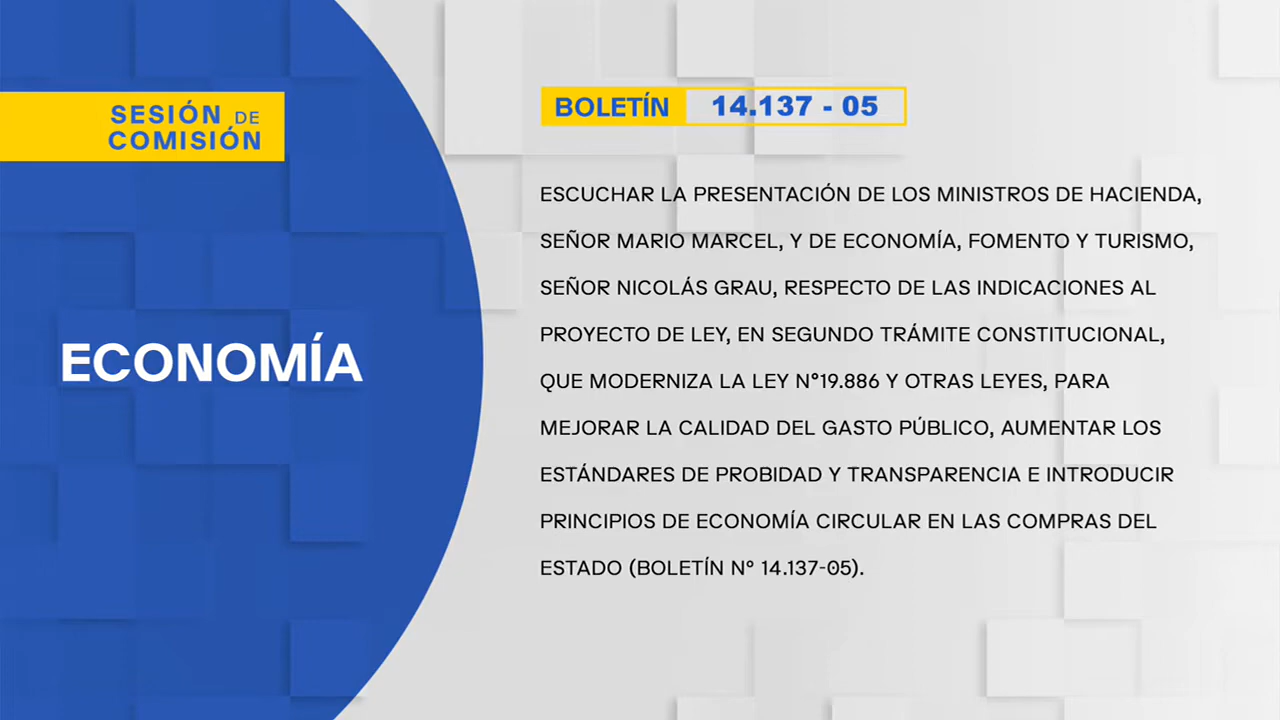 SESIÓN DE
COMISIÓN
ECONOMÍA
BOLETÍN 14.137 - 05
ESCUCHAR LA PRESENTACIÓN DE LOS MINISTROS DE HACIENDA,
SEÑOR MARIO MARCEL, Y DE ECONOMÍA, FOMENTO Y TURISMO,
SEÑOR NICOLÁS GRAU, RESPECTO DE LAS INDICACIONES AL
PROYECTO DE LEY, EN SEGUNDO TRÁMITE CONSTITUCIONAL,
QUE MODERNIZA LA LEY N°19.886 Y OTRAS LEYES, PARA
MEJORAR LA CALIDAD DEL GASTO PÚBLICO, AUMENTAR LOS
ESTÁNDARES DE PROBIDAD Y TRANSPARENCIA E INTRODUCIR
PRINCIPIOS DE ECONOMÍA CIRCULAR EN LAS COMPRAS DEL
ESTADO (BOLETÍN Nº 14.137-05).